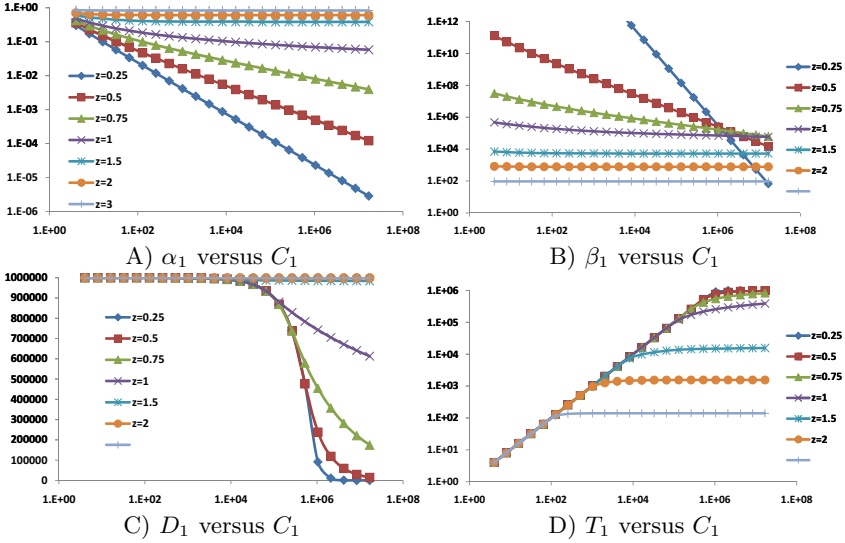 1.E+00
1.E-01
1.E-02
1.E-03
1.E-04
1.E-05
1.E-06
z=0.25
z=0.5
z=0.75
z=1
z=1.5
z=2
z=3
1.E+00 1.E+02 1.E+04 1.E+06 1.E+08
A) α₁ versus C₁
1.E+12
1.E+10
1.E+08
1.E+06
1.E+04
1.E+02
1.E+00
z=0.25
z=0.5
z=0.75
z=1
z=1.5
z=2
1.E+00 1.E+02 1.E+04 1.E+06 1.E+08
B) β₁ versus C₁
1000000
900000
800000
700000
600000
500000
400000
300000
200000
100000
0
z=0.25
z=0.5
z=0.75
z=1
z=1.5
z=2
1.E+00 1.E+02 1.E+04 1.E+06 1.E+08
C) D₁ versus C₁
1.E+06
1.E+05
1.E+04
1.E+03
1.E+02
1.E+01
1.E+00
z=0.25
z=0.5
z=0.75
z=1
z=1.5
z=2
1.E+00 1.E+02 1.E+04 1.E+06 1.E+08
D) T₁ versus C₁